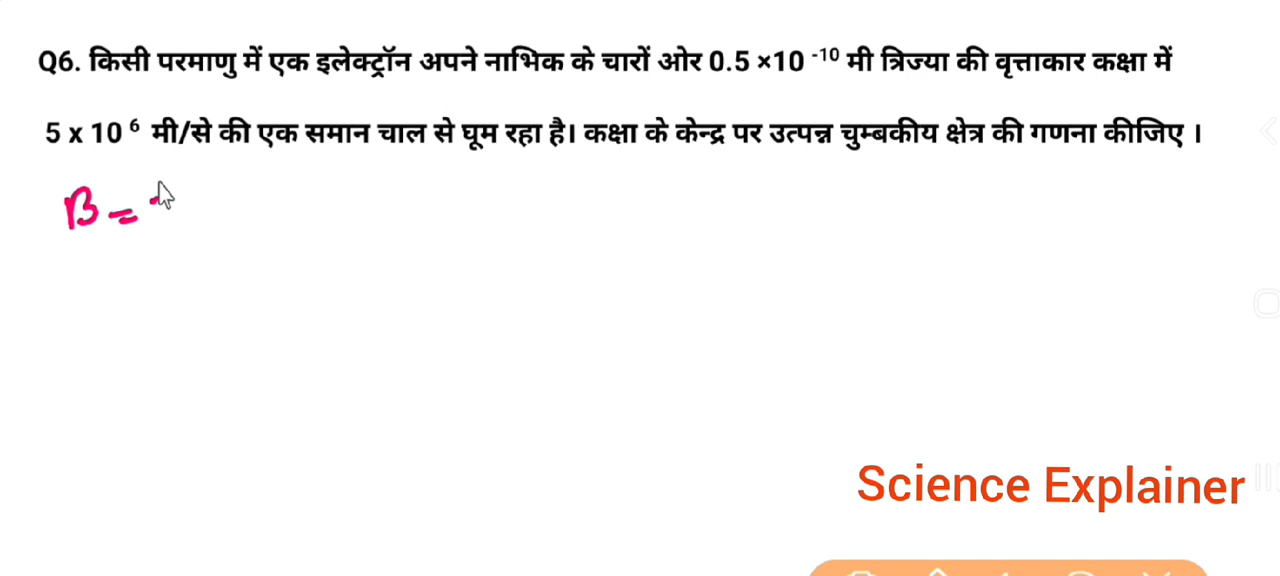 Q6. किसी परमाणु में एक इलेक्ट्रॉन अपने नाभिक के चारों ओर 0.5 ×10 -10 मी त्रिज्या की वृत्ताकार कक्षा में
5 x 10 6 मी/से की एक समान चाल से घूम रहा है। कक्षा के केन्द्र पर उत्पन्न चुम्बकीय क्षेत्र की गणना कीजिए ।
B =
Science Explainer